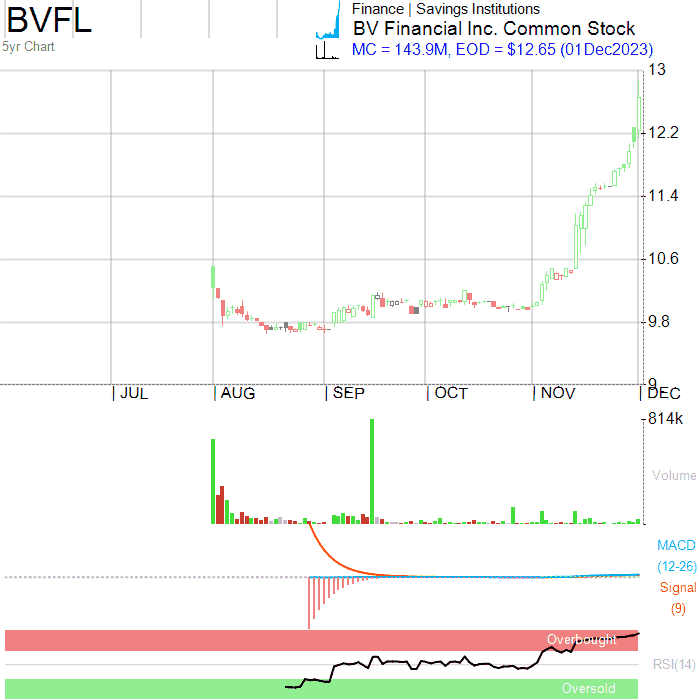 BVFL
5yr Chart
Finance | Savings Institutions
BV Financial Inc. Common Stock
MC = 143.9M, EOD = $12.65 (01Dec2023)
13
12.2
11.4
10.6
9.8
9
JUL AUG SEP OCT NOV DEC
814k
Volume
MACD
(12-26)
Signal
(9)
Overbought
RSI(14)
Oversold